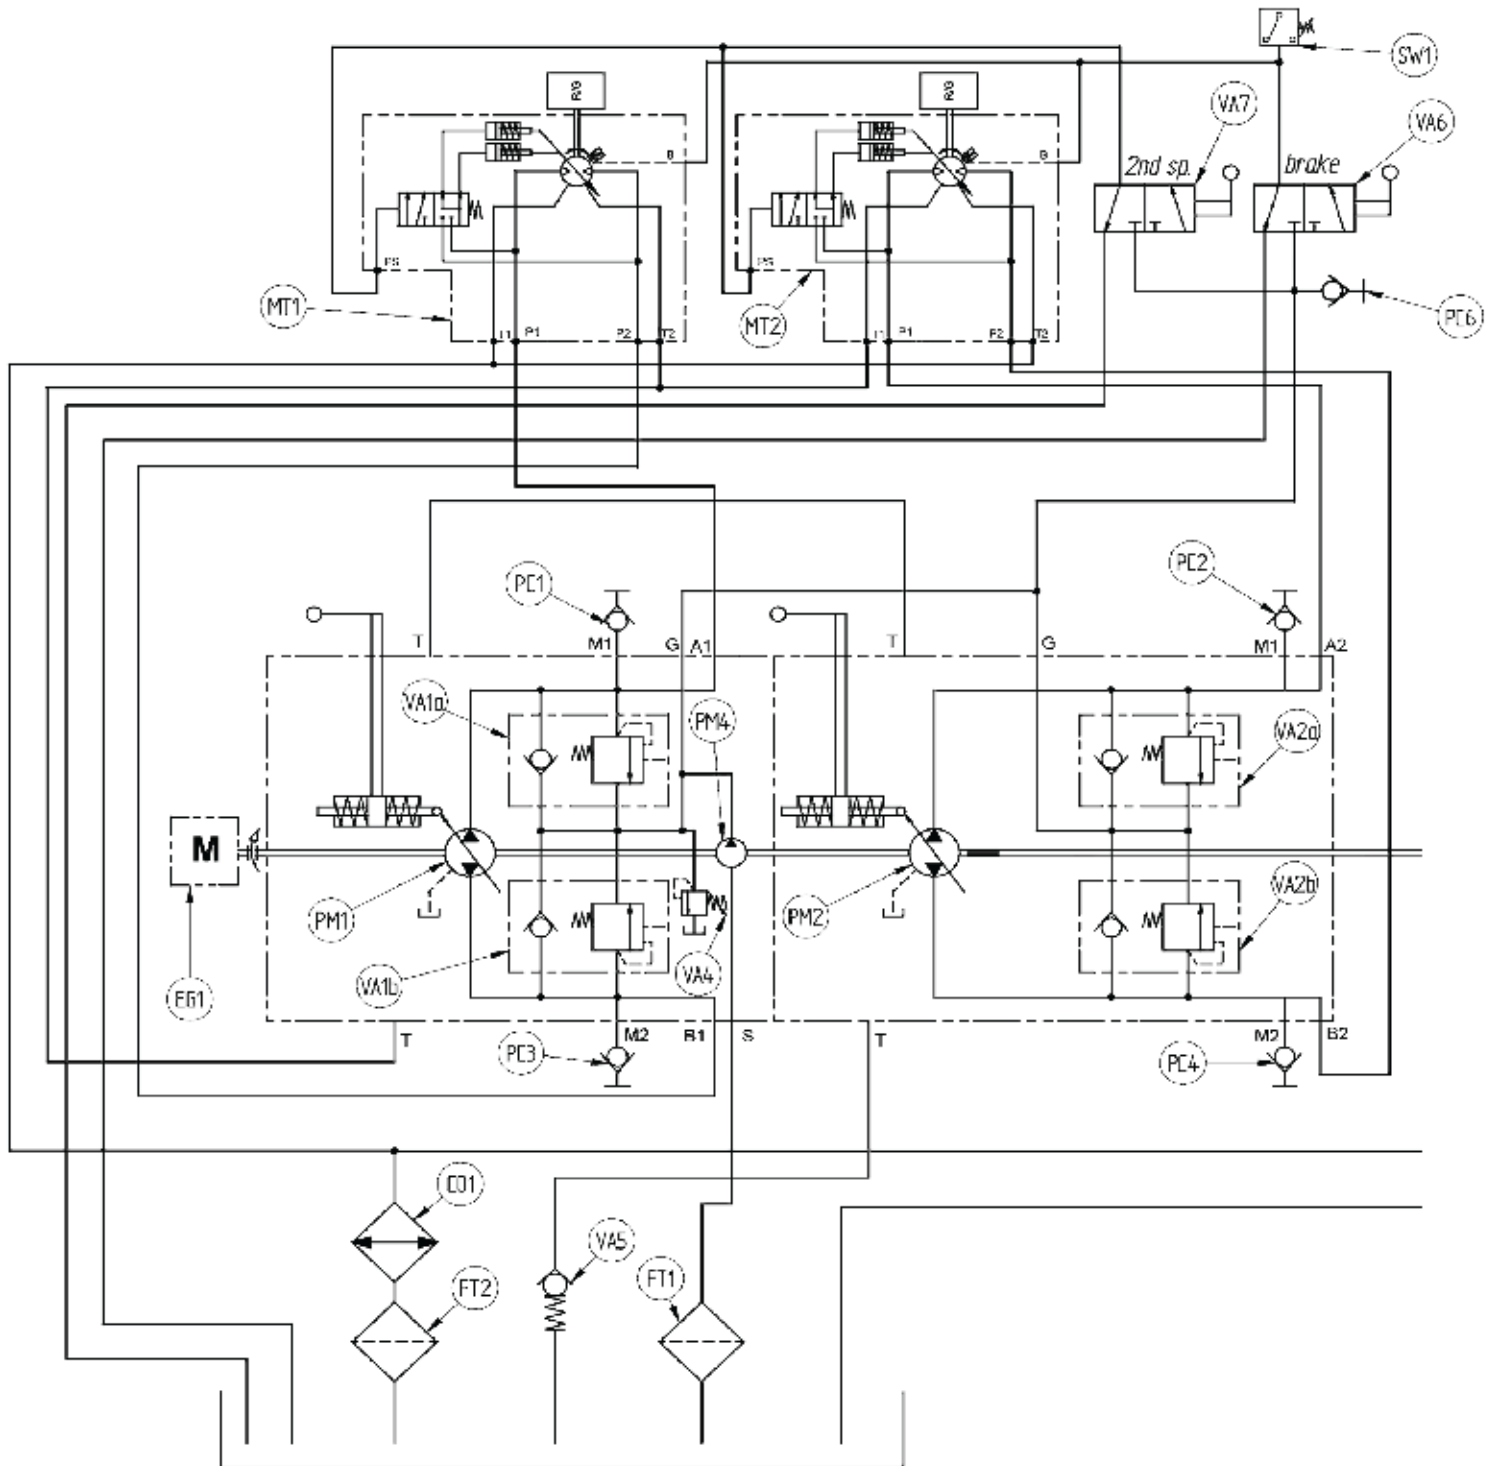 SW1
R/G
R/G
VA7
VA6
2nd sp.
brake
B
B
T
T
PS
PS
MT1
MT2
PC6
T1
P1
P2
T2
T1
P1
P2
T2
PC1
PC2
T
M1
G
A1
T
G
M1
A2
VA1a
PM4
VA2a
M
PM1
PM2
VA2b
EG1
VA1b
VA4
T
M2
B1
S
T
M2
B2
PC3
PC4
CO1
VA5
FT2
FT1